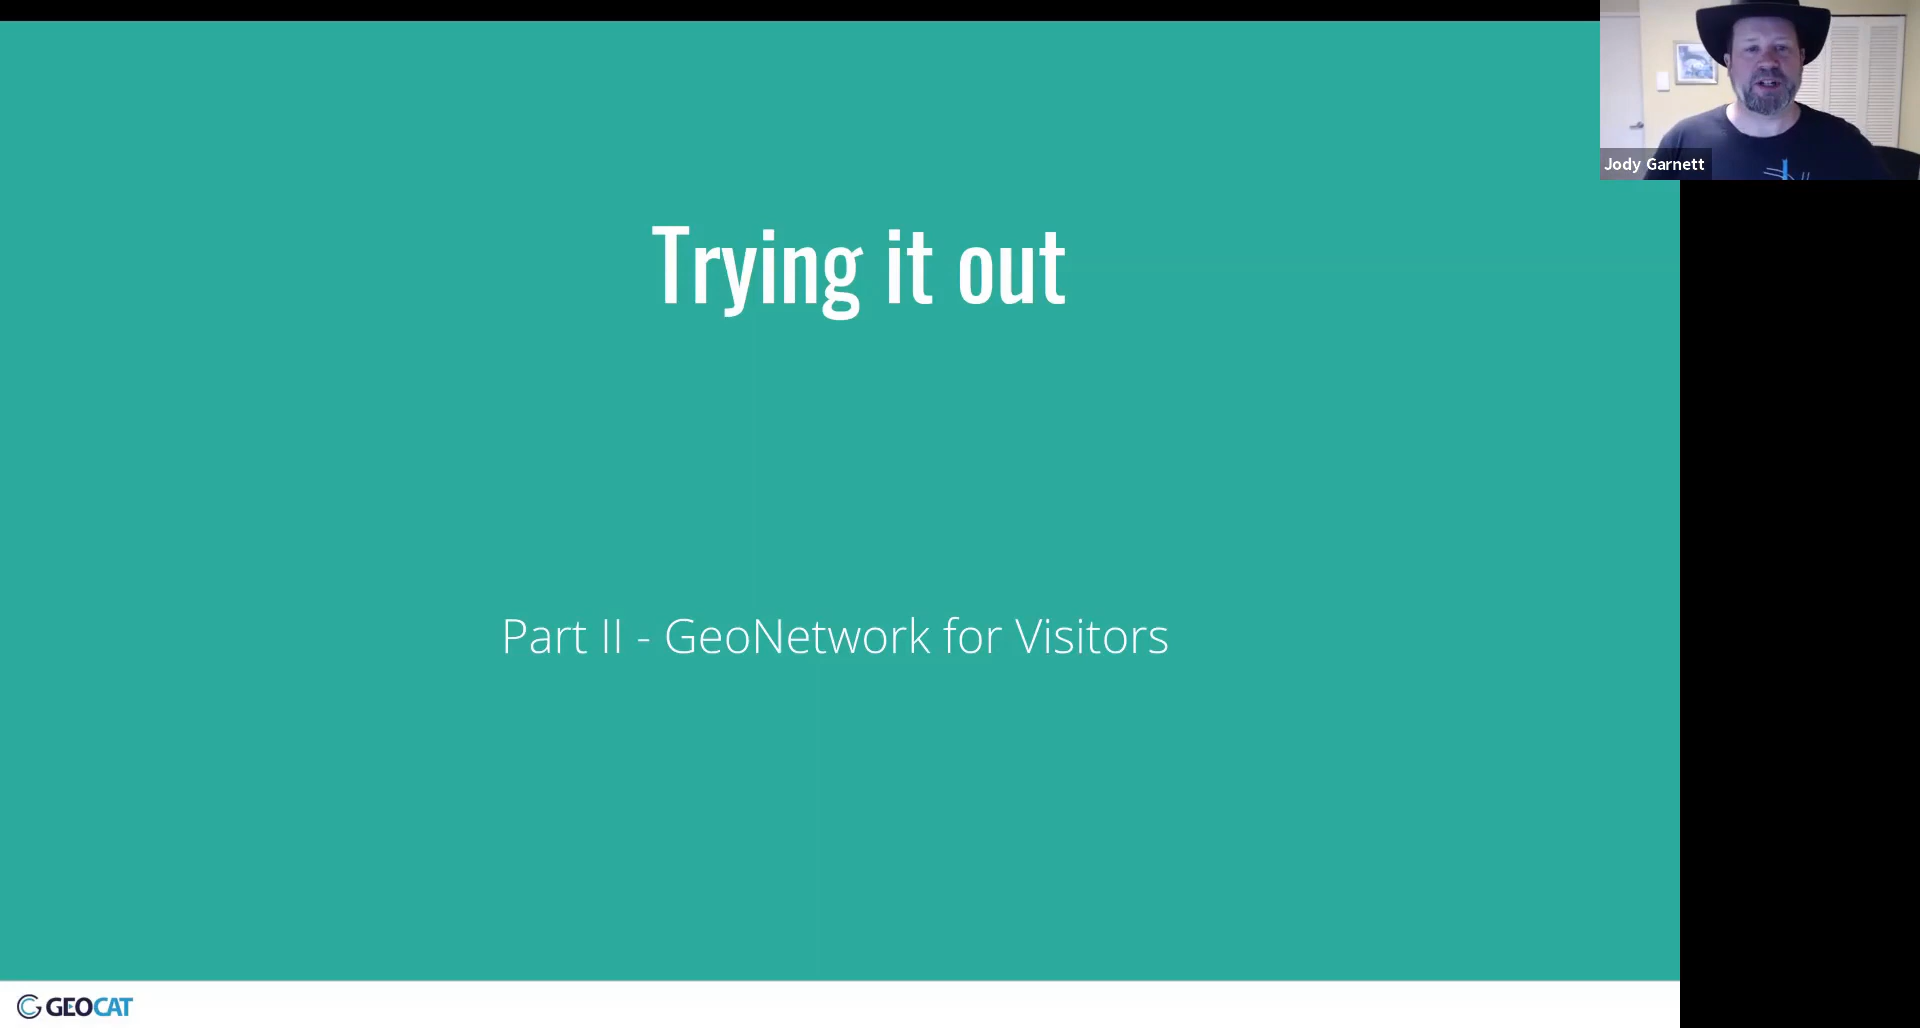 Jody Garnett
Trying it out
Part II - GeoNetwork for Visitors
GEOCAT